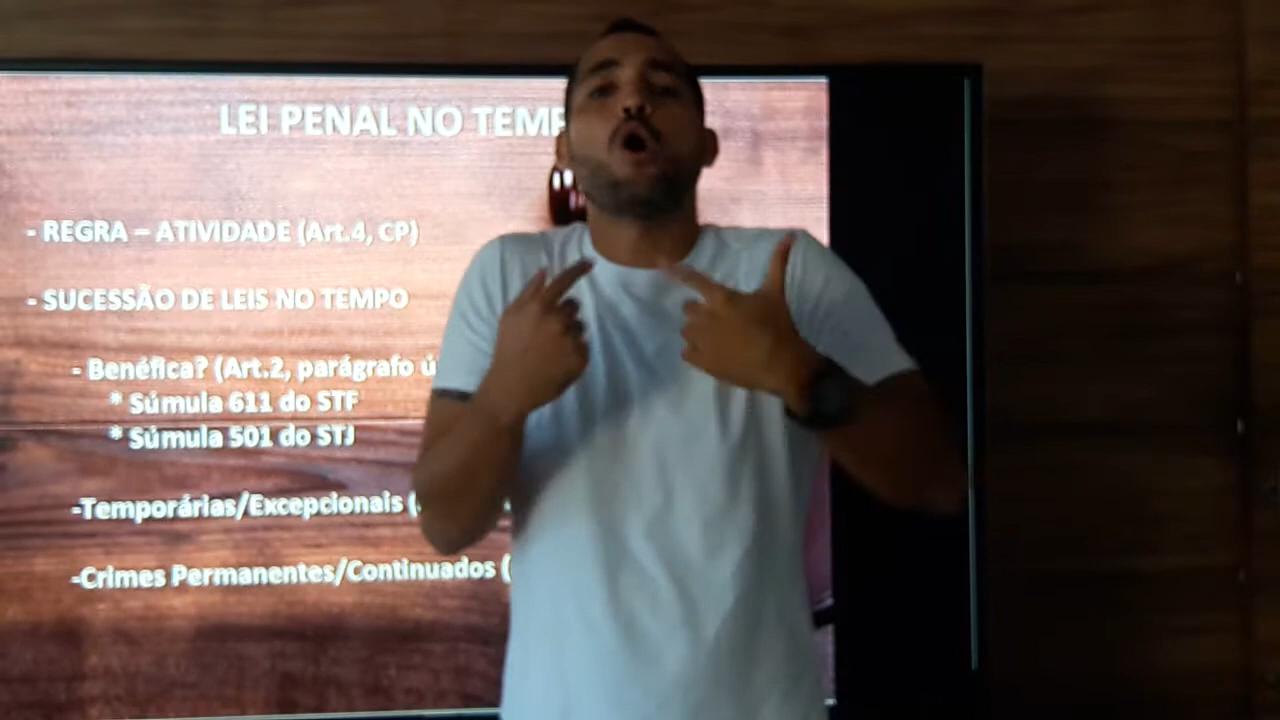 LEI PENAL NO TEMP
- REGRA – ATIVIDADE (Art.4, CP)
- SUCESSÃO DE LEIS NO TEMPO
- Benéfica? (Art.2, parágrafo ú
* Súmula 611 do STF
* Súmula 501 do STJ
-Temporárias/Excepcionais (
-Crimes Permanentes/Continuados (